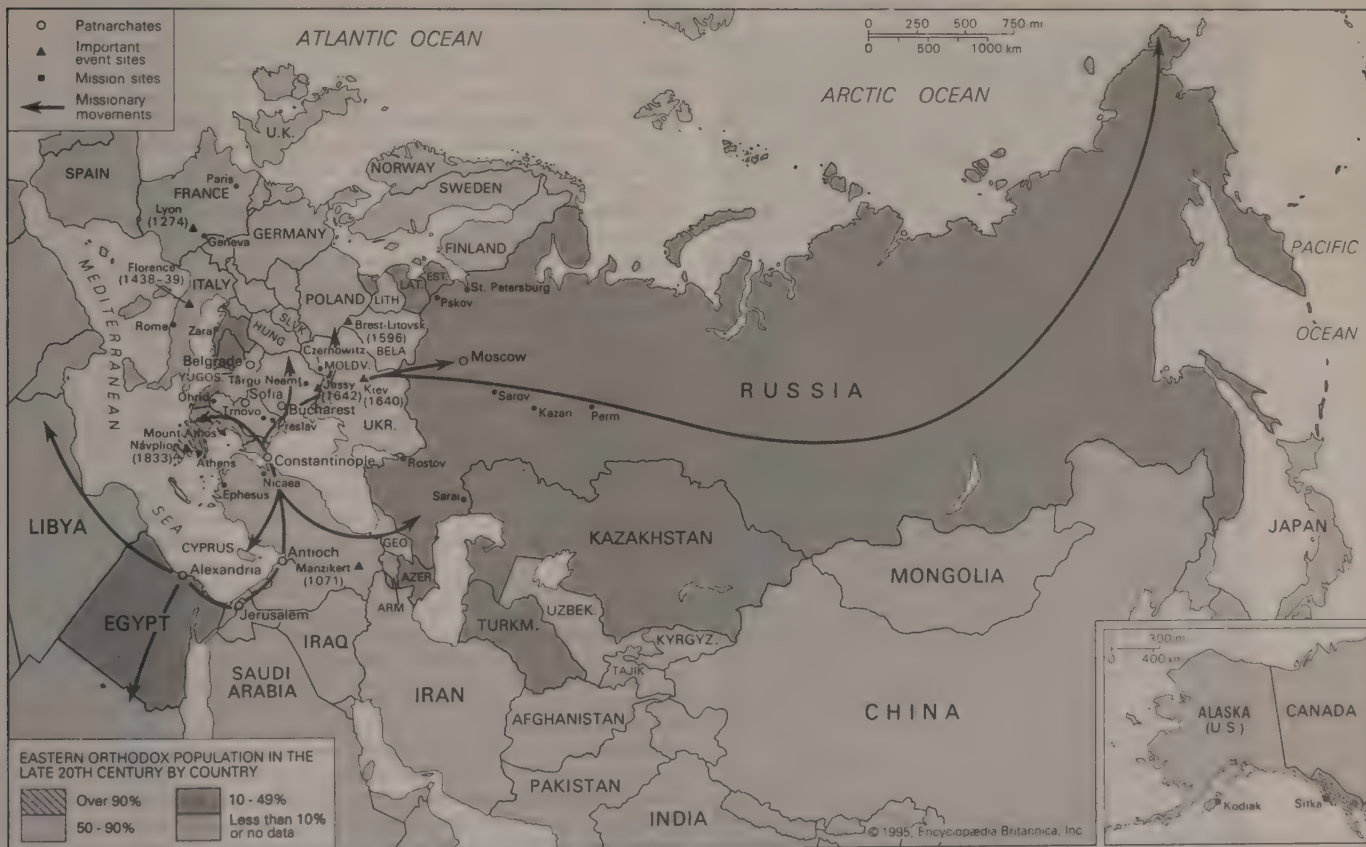 Patriarchates
Important
event sites
Mission sites
Missionary
movements
ATLANTIC OCEAN
0 250 500 750 mi
0 500 1000 km
ARCTIC OCEAN
PACIFIC
OCEAN
U.K.
NORWAY
SWEDEN
FINLAND
SPAIN
Paris
FRANCE
Lyon
(1274)
Geneva
GERMANY
Florence
(1438-39)
ITALY
MEDITERRANEAN
SEA
Rome
Zara
POLAND
LITH
LAT.
EST.
St. Petersburg
Pskov
HUNG
SLVK
Brest-Litovsk
(1596)
BELA
Czernowitz
MOLDV.
Moscow
RUSSIA
Belgrade
YUGOS.
Târgu Neamt
Jassy
(1642)
Kiev
(1640)
Sarov
Kazan
Perm
Ohrid
Sofia
Bucharest
Trnovo
Preslav
UKR.
Mount Athos
Návplion
(1833)
Athens
Constantinople
Nicaea
Ephesus
Rostov
Sarai
LIBYA
CYPRUS
Antioch
Manzikert
(1071)
Alexandria
Jerusalem
EGYPT
GEO
AZER.
ARM
KAZAKHSTAN
MONGOLIA
JAPAN
UZBEK.
TURKM.
KYRGYZ.
TAJIK
IRAQ
SAUDI
ARABIA
IRAN
AFGHANISTAN
PAKISTAN
INDIA
CHINA
EASTERN ORTHODOX POPULATION IN THE
LATE 20TH CENTURY BY COUNTRY
Over 90%
10 - 49%
50 - 90%
Less than 10%
or no data
© 1995, Encyclopædia Britannica, Inc
300 m
0 400 km
ALASKA
(U S)
CANADA
Kodiak
Sitka